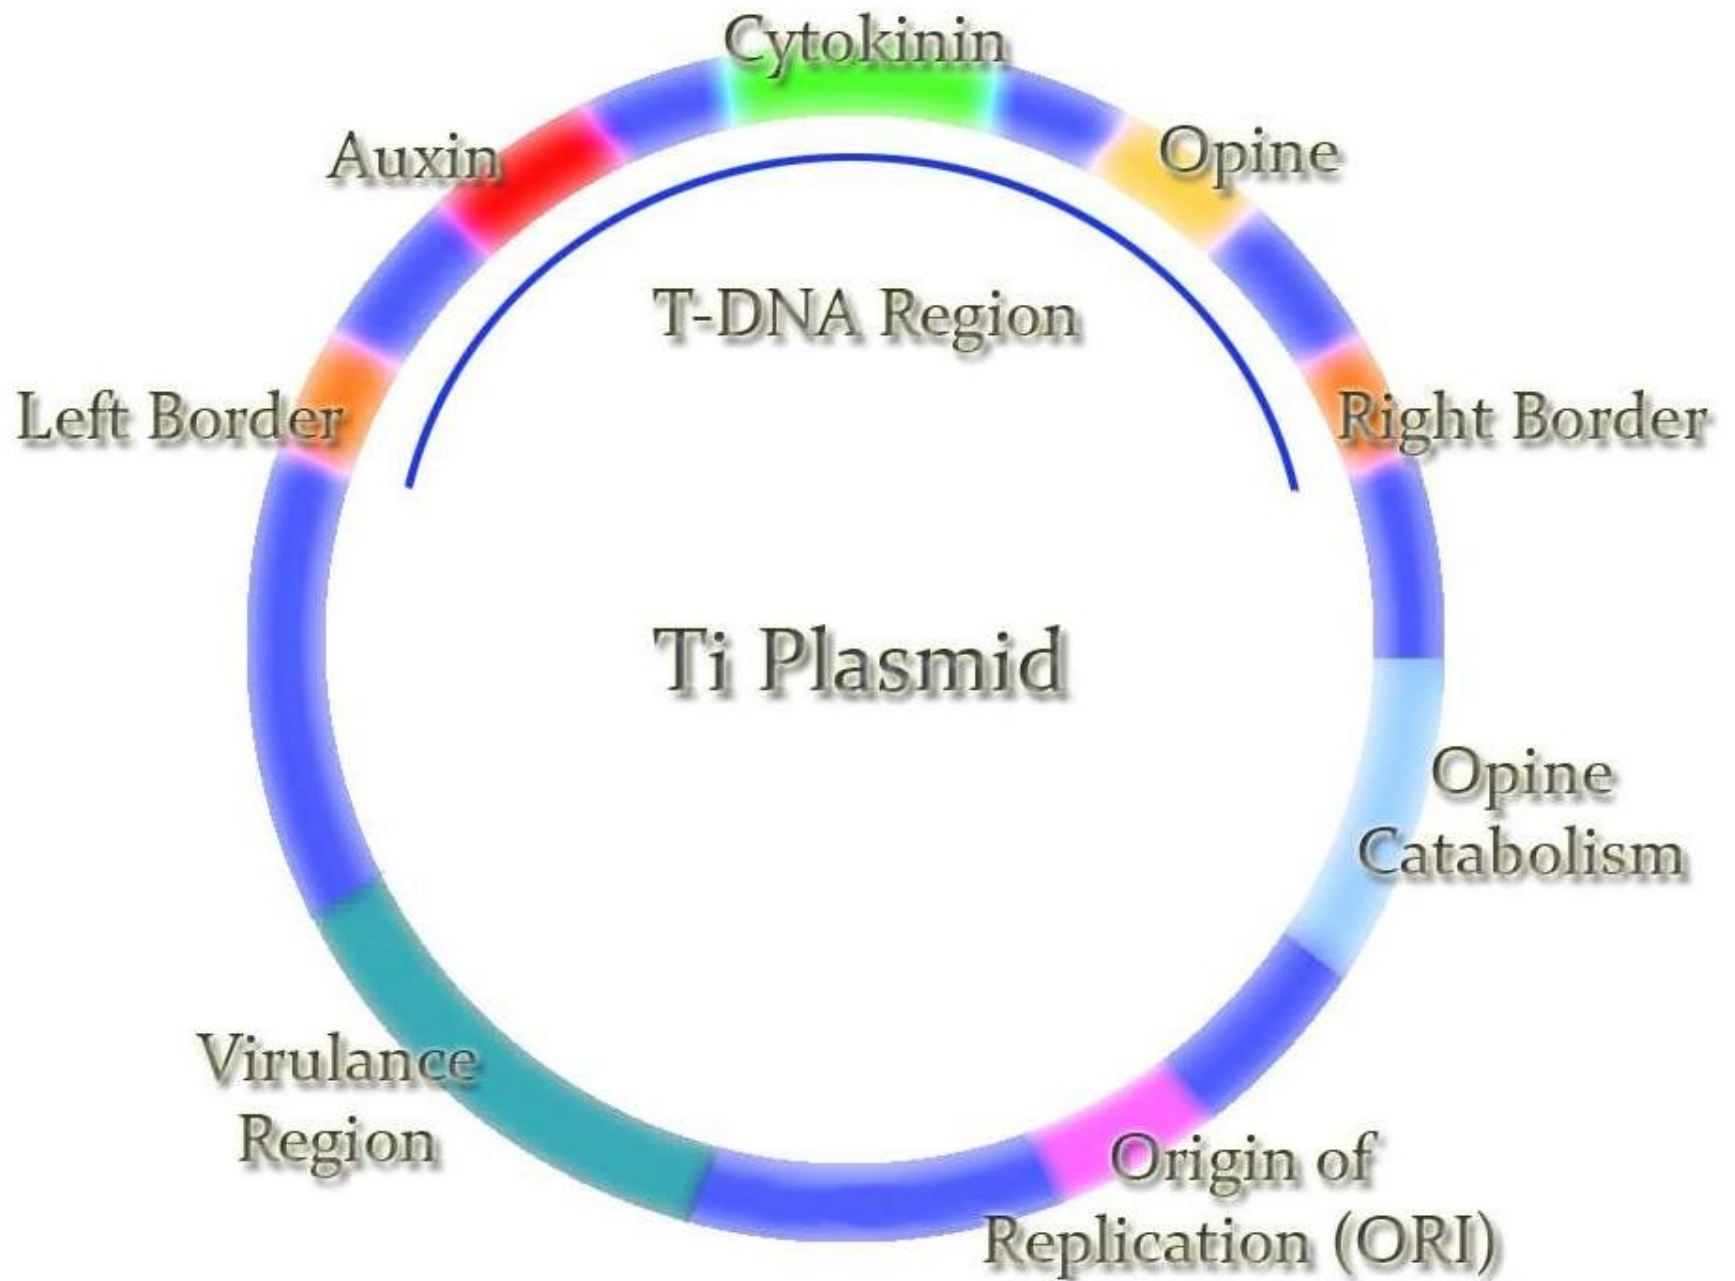 Cytokinin
Auxin
Opine
T-DNA Region
Left Border
Right Border
Ti Plasmid
Opine
Catabolism
Virulance
Region
Origin of
Replication (ORI)